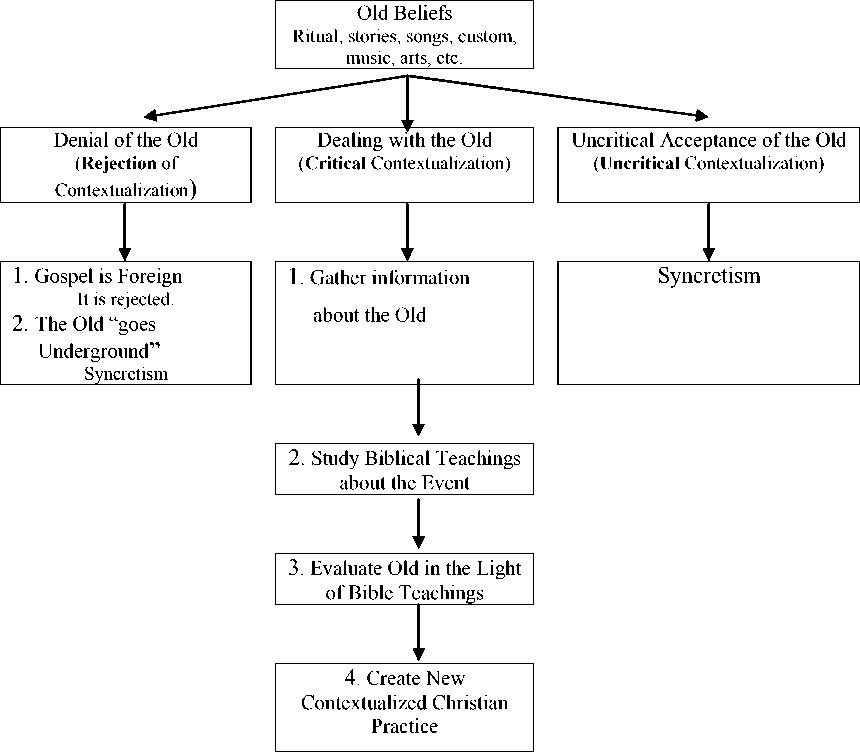 Old Beliefs
Ritual, stories, songs, custom,
music, arts, etc.
Denial of the Old
(Rejection of
Contextualization)
Dealing with the Old
(Critical Contextualization)
Uncritical Acceptance of the Old
(Uncritical Contextualization)
1. Gospel is Foreign
It is rejected.
2. The Old “goes
Underground”
Syncretism
1. Gather information
about the Old
Syncretism
2. Study Biblical Teachings
about the Event
3. Evaluate Old in the Light
of Bible Teachings
4. Create New
Contextualized Christian
Practice